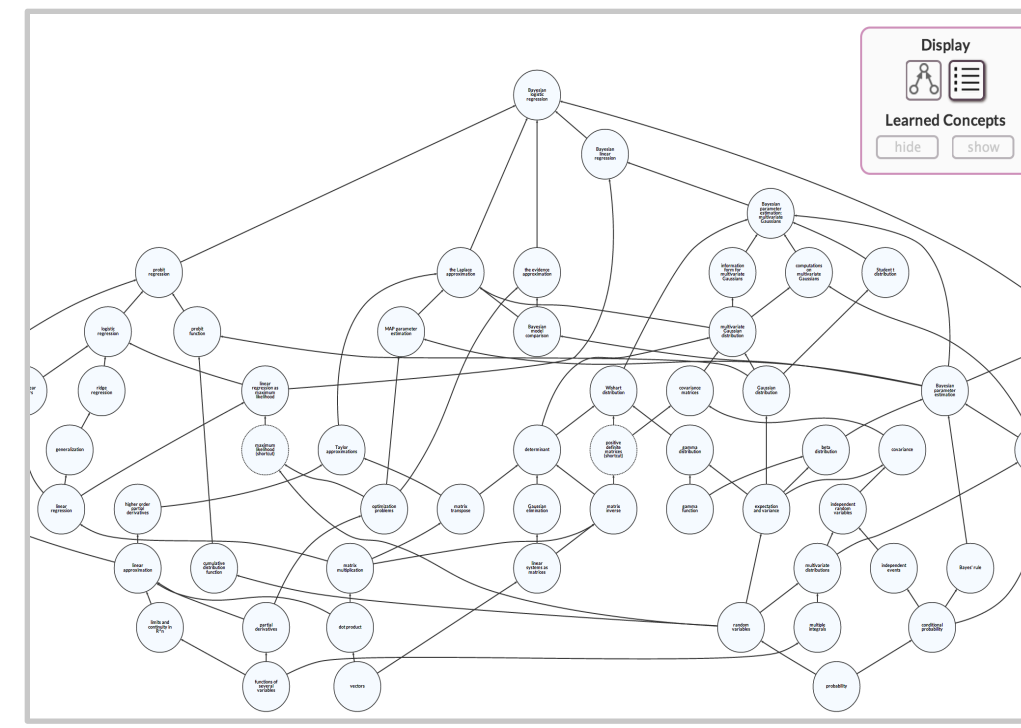 Display
Learned Concepts
hide
show
Bayesian
logistic
regression
Bayesian
linear
regression
Bayesian
parameter
estimation:
multivariate
Gaussians
probit
regression
the Laplace
approximation
the evidence
approximation
information
form for
multivariate
Gaussians
computations
on
multivariate
Gaussians
Student t
distribution
logistic
regression
probit
function
MAP parameter
estimation
Bayesian
model
comparison
multivariate
Gaussian
distribution
ridge
regression
linear
regression as
maximum
likelihood
Wishart
distribution
covariance
matrices
Gaussian
distribution
Bayesian
parameter
estimation
generalization
maximum
likelihood
(shortcut)
Taylor
approximations
determinant
positive
definite
matrices
(shortcut)
gamma
distribution
beta
distribution
covariance
linear
regression
higher order
partial
derivatives
optimization
problems
matrix
transpose
Gaussian
elimination
matrix
inverse
gamma
function
expectation
and variance
independent
random
variables
linear
approximation
cumulative
distribution
function
matrix
multiplication
linear
systems as
matrices
multivariate
distributions
independent
events
Bayes' rule
limits and
continuity in
R^n
partial
derivatives
dot product
random
variables
multiple
integrals
conditional
probability
functions of
several
variables
vectors
probability